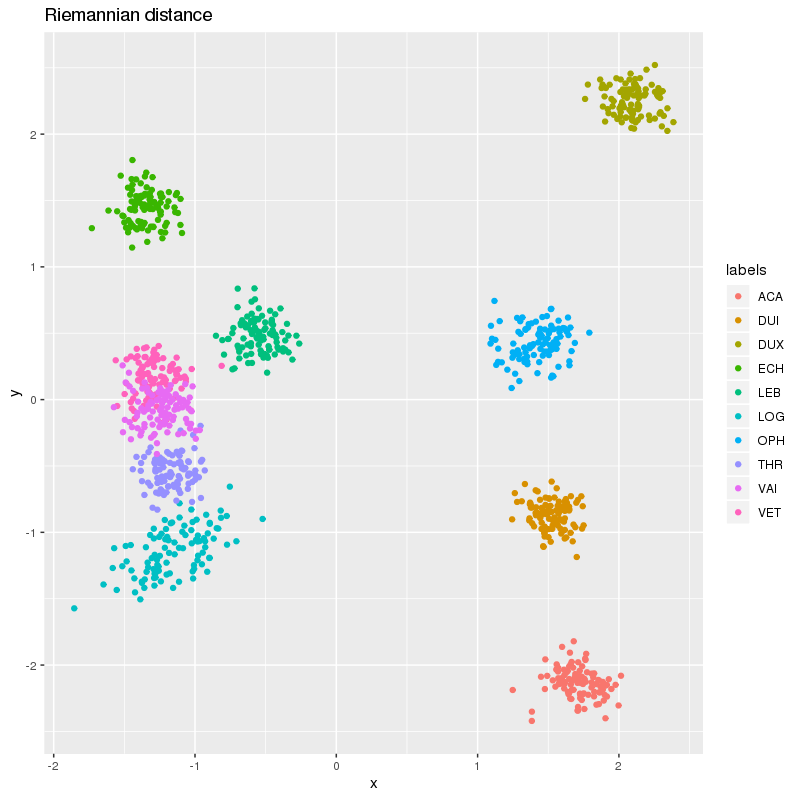 Riemannian distance
2
1
0
-1
-2
y
-2
-1
0
1
2
x
labels
ACA
DUI
DUX
ECH
LEB
LOG
OPH
THR
VAI
VET